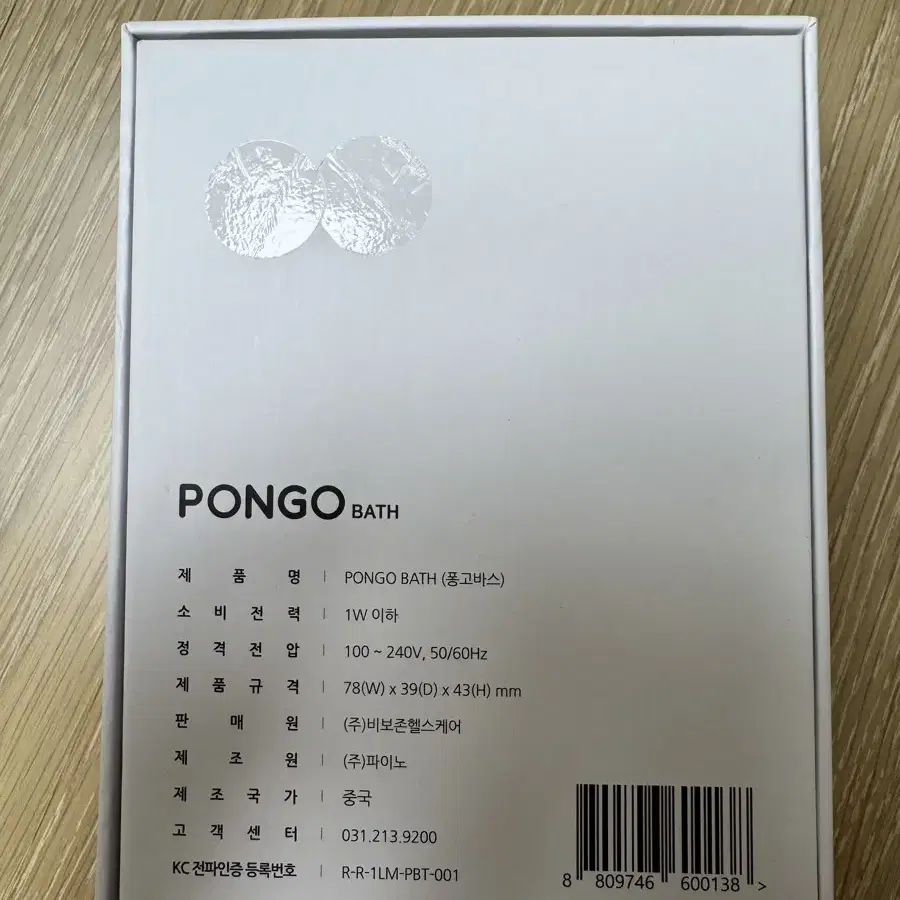 PONGO BATH
제품명 | PONGO BATH (퐁고바스)
소비전력 | 1W 이하
정격전압 | 100 ~ 240V, 50/60Hz
제품규격 | 78(W) x 39(D) x 43(H) mm
판매원 | (주)비보존헬스케어
제조원 | (주)파이노
제조국가 | 중국
고객센터 | 031.213.9200
KC 전파인증 등록번호 | R-R-1LM-PBT-001
8 809746 600138 >